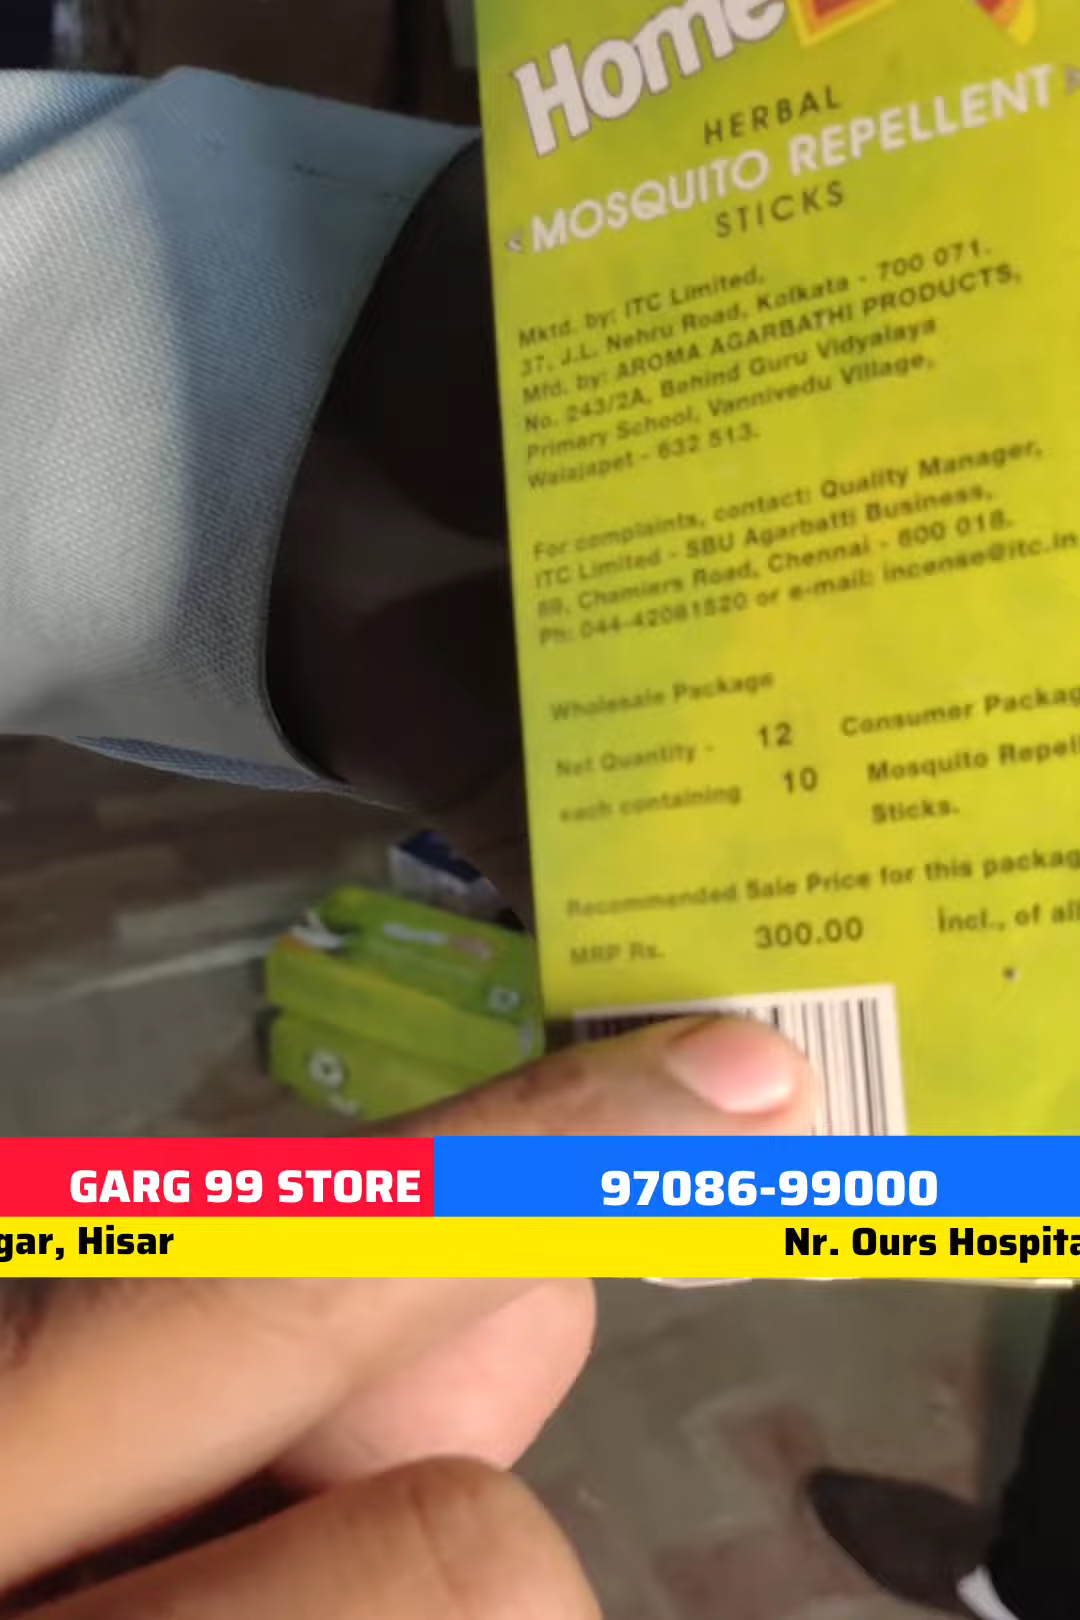 Home
HERBAL
MOSQUITO REPELLENT
STICKS
Mktd. by: ITC Limited,
37, J.L. Nehru Road, Kolkata - 700 071.
Mfd. by: AROMA AGARBATHI PRODUCTS,
No. 243/2A, Behind Guru Vidyalaya
Primary School, Vannivedu Village,
Walajapet - 632 513.
For complaints, contact: Quality Manager,
ITC Limited - SBU Agarbatti Business,
89, Chamiers Road, Chennai - 600 018.
Ph: 044-42081820 or e-mail: incense@itc.in
Wholesale Package
Net Quantity - 12 Consumer Packag
each containing 10 Mosquito Repell
Sticks.
Recommended Sale Price for this packag
MRP Rs. 300.00 Incl., of all
GARG 99 STORE 97086-99000
gar, Hisar Nr. Ours Hospita